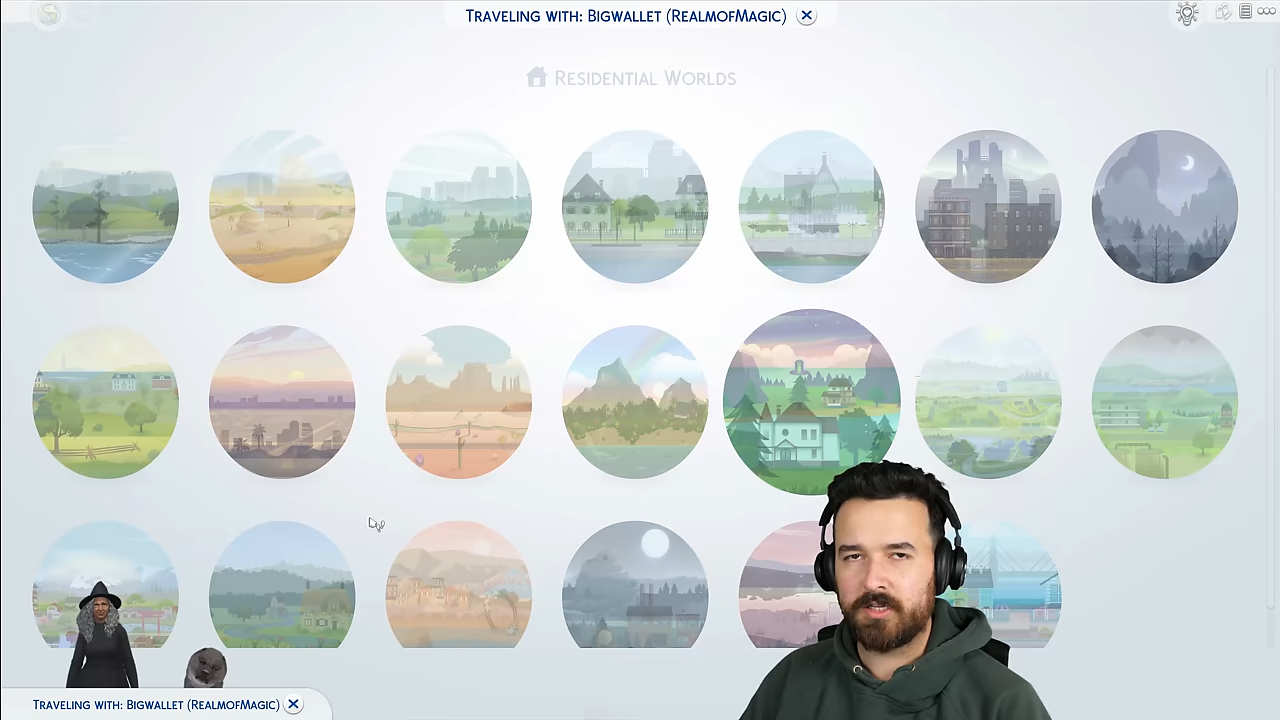 TRAVELING WITH: BIGWALLET (REALMOFMAGIC)
RESIDENTIAL WORLDS
TRAVELING WITH: BIGWALLET (REALMOFMAGIC)